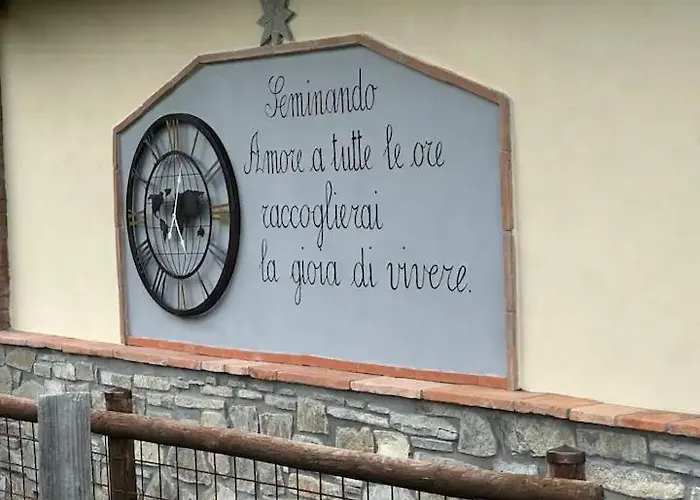 Seminando
Amore a tutte le ore
raccoglierai
la gioia di vivere.